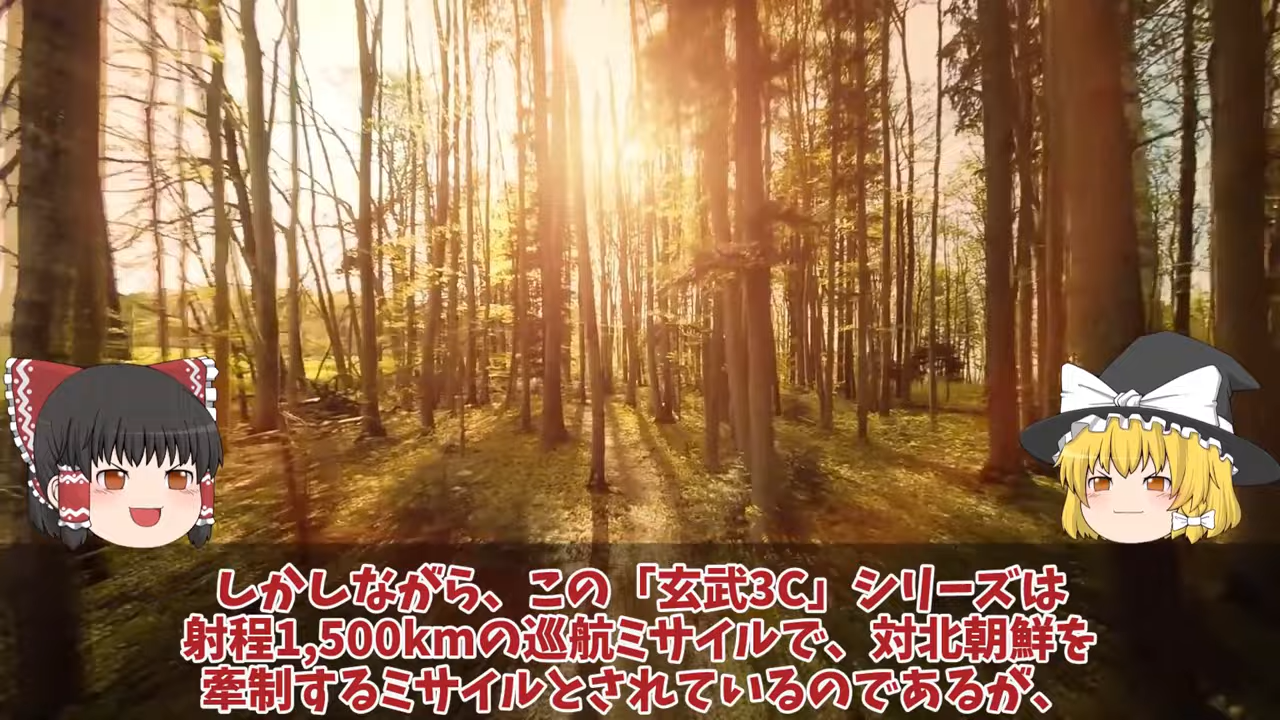 しかしながら、この「玄武3C」シリーズは
射程1,500kmの巡航ミサイルで、対北朝鮮を
牽制するミサイルとされているのであるが、